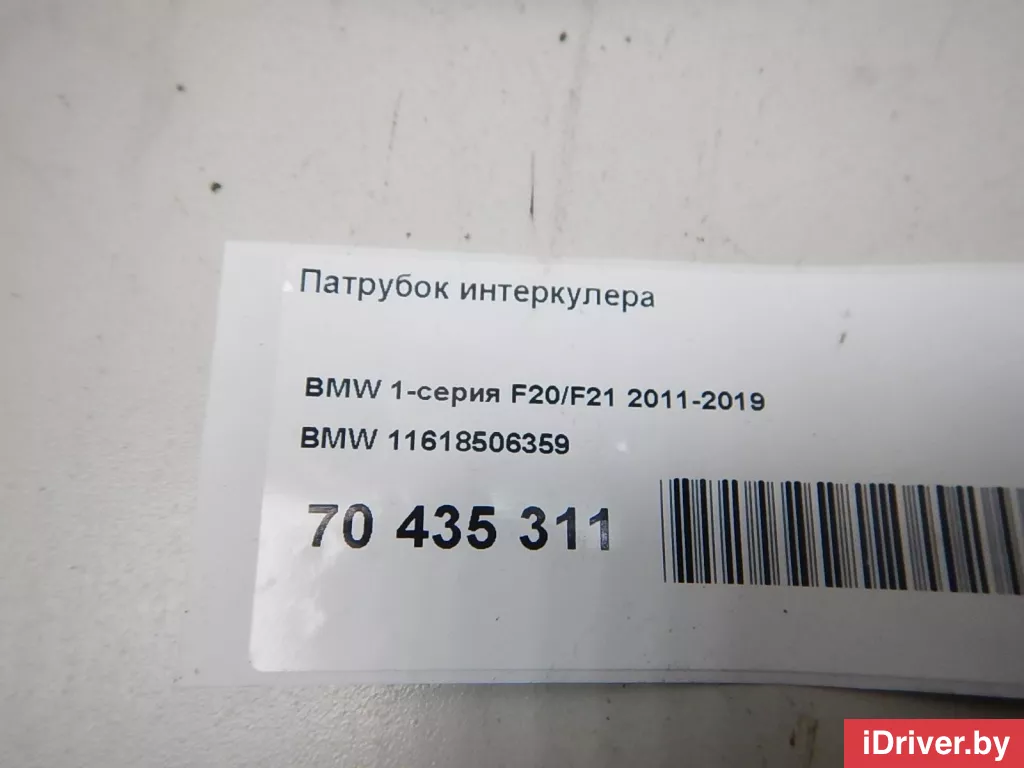 Патрубок интеркулера
BMW 1-серия F20/F21 2011-2019
BMW 11618506359
70 435 311
iDriver.by